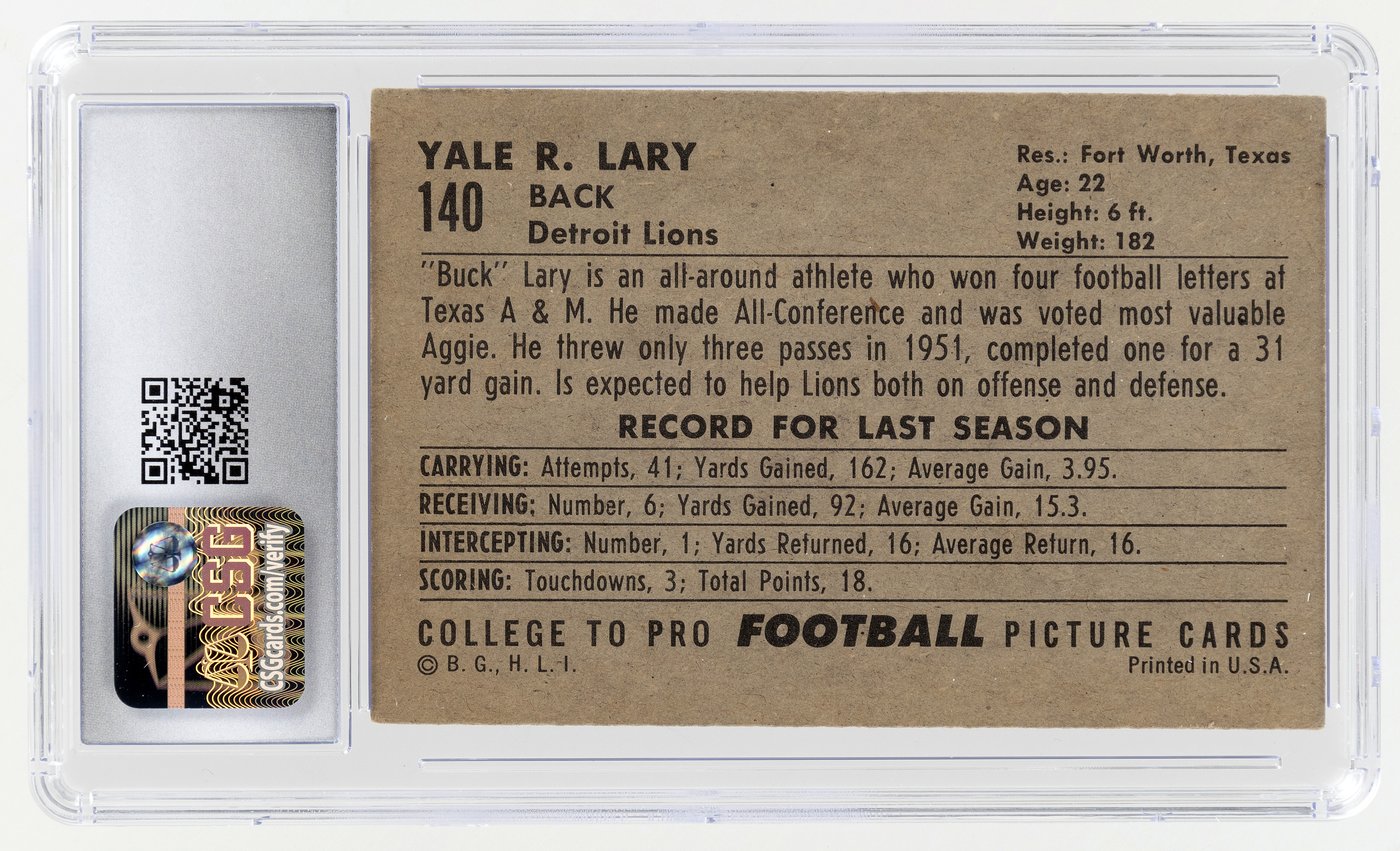 YALE R. LARY
140 BACK
Detroit Lions
Res.: Fort Worth, Texas
Age: 22
Height: 6 ft.
Weight: 182
"Buck" Lary is an all-around athlete who won four football letters at
Texas A & M. He made All-Conference and was voted most valuable
Aggie. He threw only three passes in 1951, completed one for a 31
yard gain. Is expected to help Lions both on offense and defense.
RECORD FOR LAST SEASON
CARRYING: Attempts, 41; Yards Gained, 162; Average Gain, 3.95.
RECEIVING: Number, 6; Yards Gained, 92; Average Gain, 15.3.
INTERCEPTING: Number, 1; Yards Returned, 16; Average Return, 16.
SCORING: Touchdowns, 3; Total Points, 18.
COLLEGE TO PRO FOOTBALL PICTURE CARDS
© B. G., H. L. I.
Printed in U.S.A.
CSG
CSGcards.com/verify